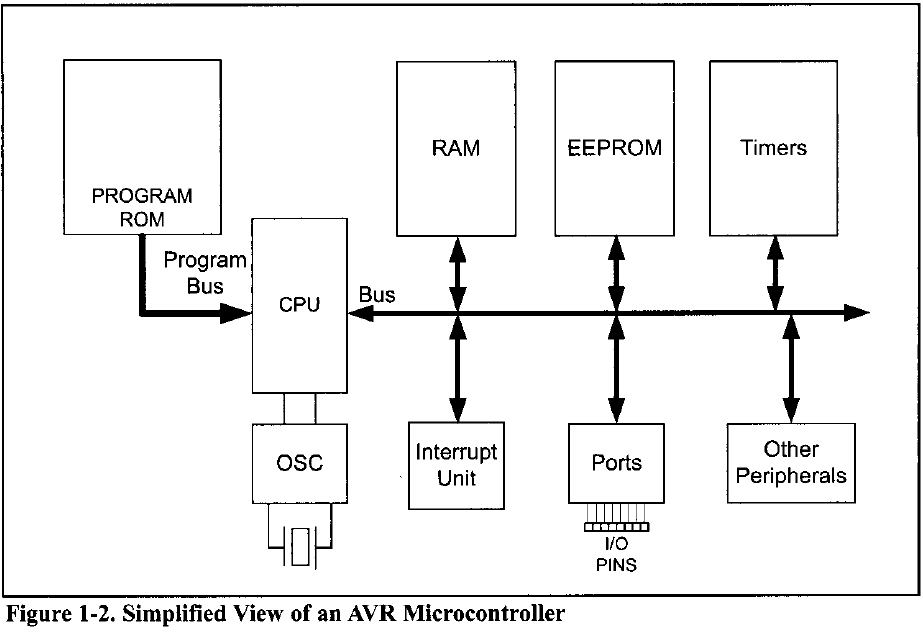 RAM
EEPROM
Timers
PROGRAM
ROM
Program
Bus
CPU
Bus
OSC
Interrupt
Unit
Ports
Other
Peripherals
I/O
PINS
Figure 1-2. Simplified View of an AVR Microcontroller